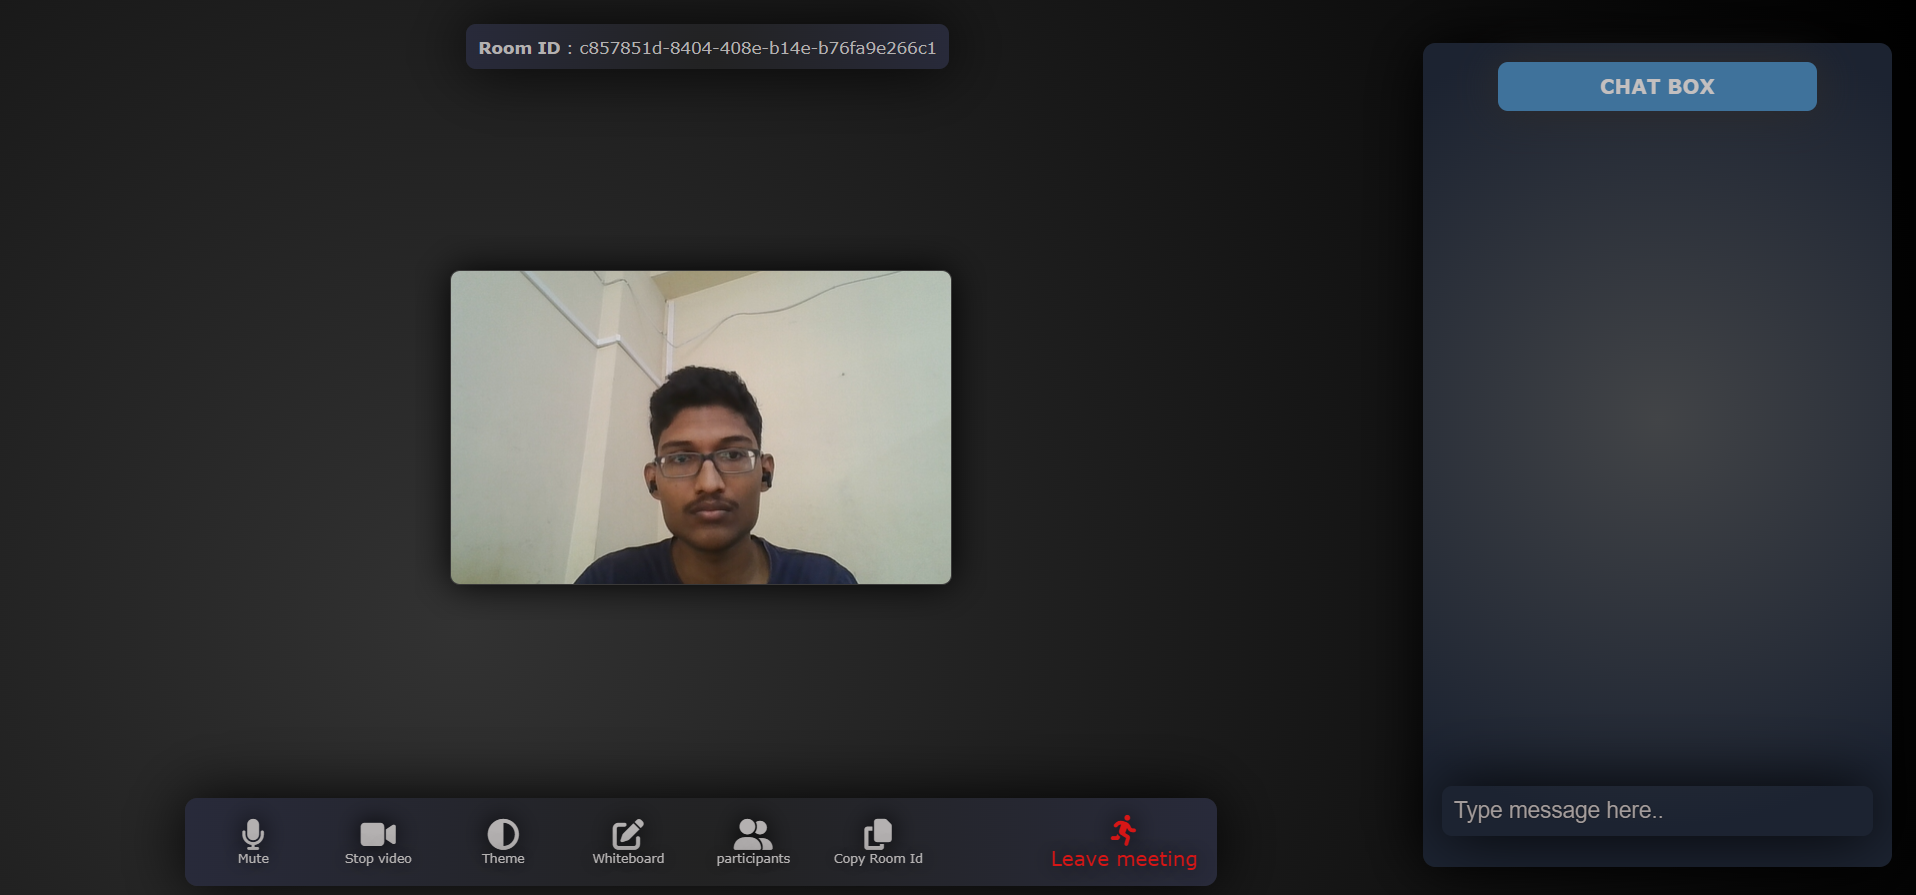 Room ID : c857851d-8404-408e-b14e-b76fa9e266c1
CHAT BOX
Type message here..
Mute
Stop video
Theme
Whiteboard
participants
Copy Room Id
Leave meeting